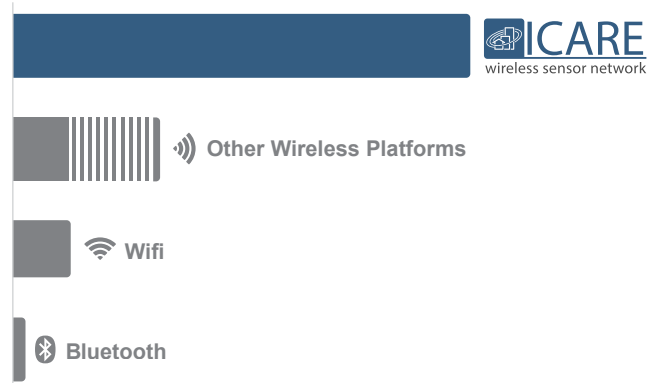 ICARE
wireless sensor network
Other Wireless Platforms
Wifi
Bluetooth